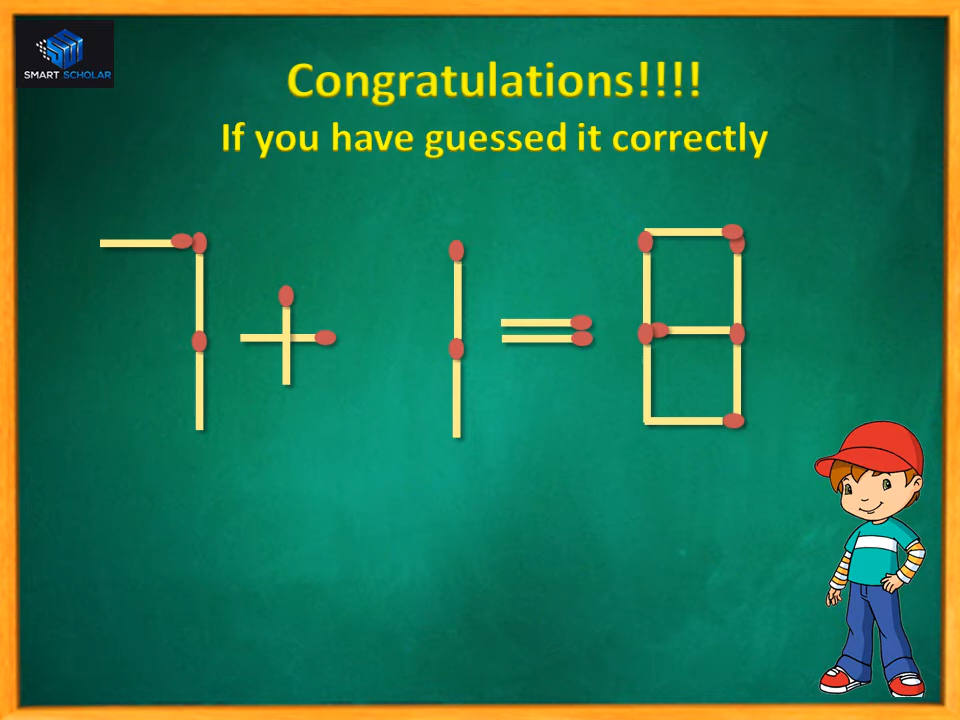 SMART SCHOLAR
Congratulations!!!!
If you have guessed it correctly
7 + 1 = 8